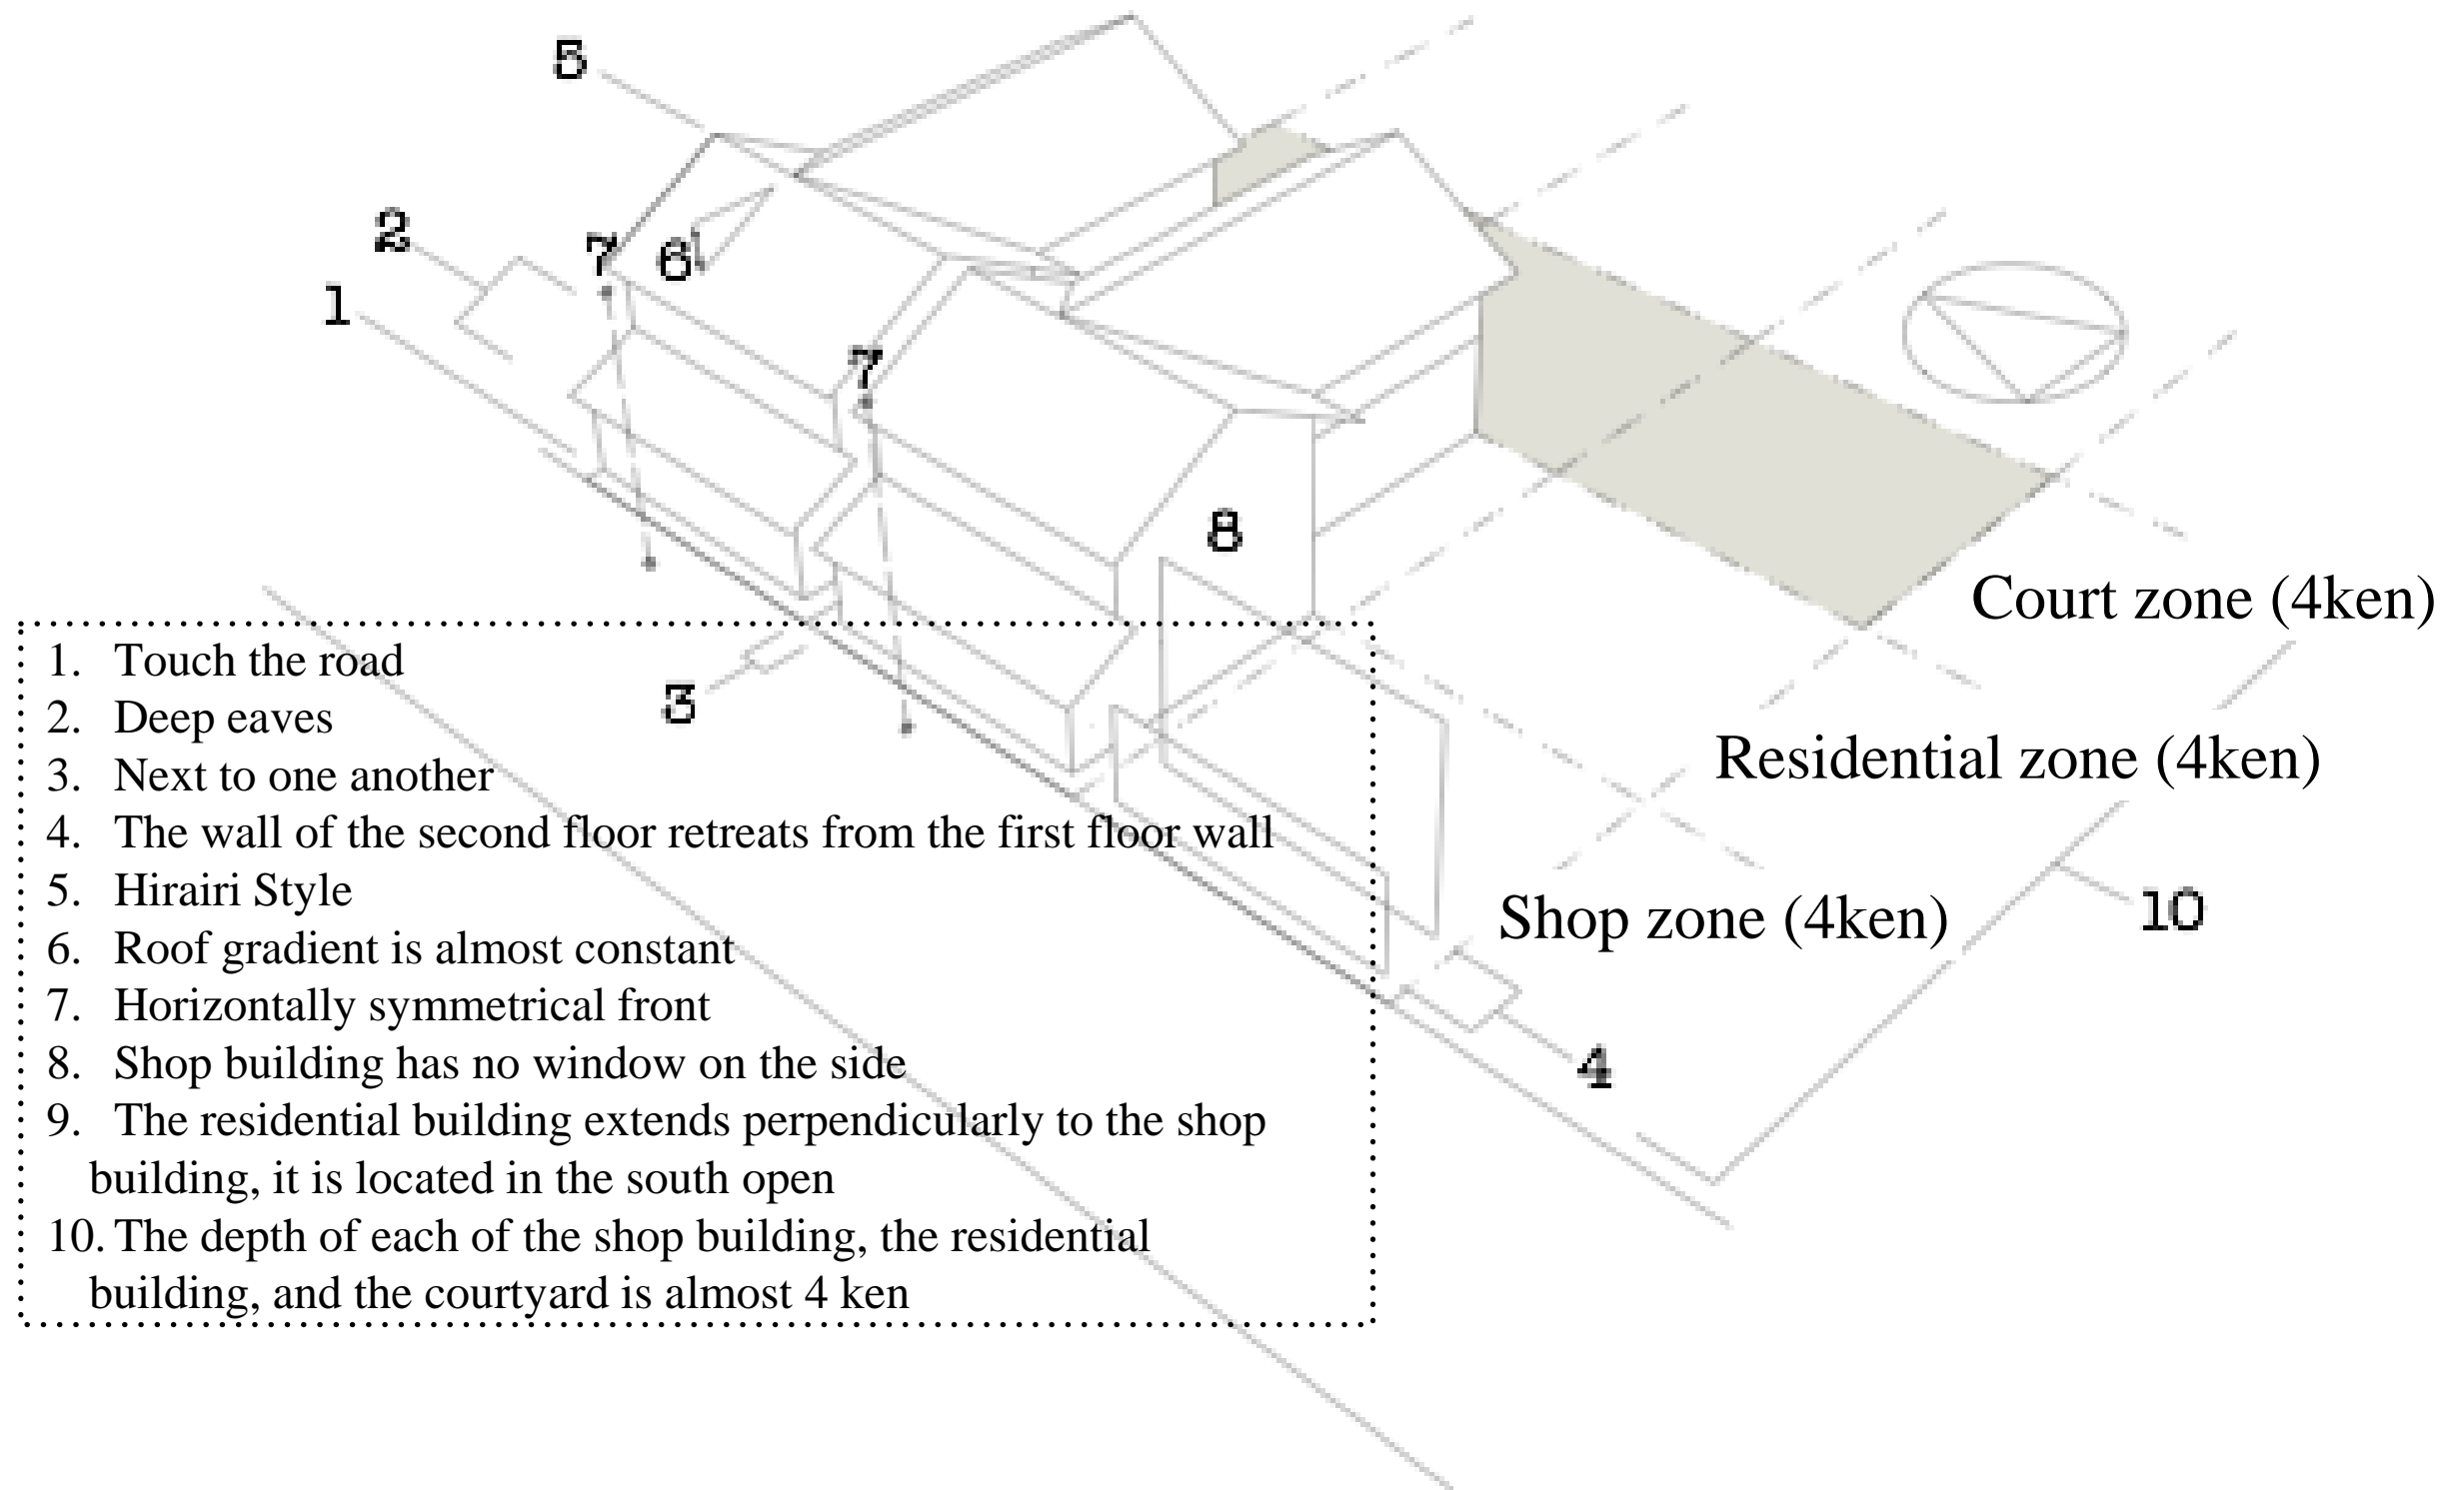 5
2
7
6
1
7
8
Court zone (4ken)
3
Residential zone (4ken)
Shop zone (4ken)
10
4
1. Touch the road
2. Deep eaves
3. Next to one another
4. The wall of the second floor retreats from the first floor wall
5. Hirairi Style
6. Roof gradient is almost constant
7. Horizontally symmetrical front
8. Shop building has no window on the side
9. The residential building extends perpendicularly to the shop
building, it is located in the south open
10. The depth of each of the shop building, the residential
building, and the courtyard is almost 4 ken